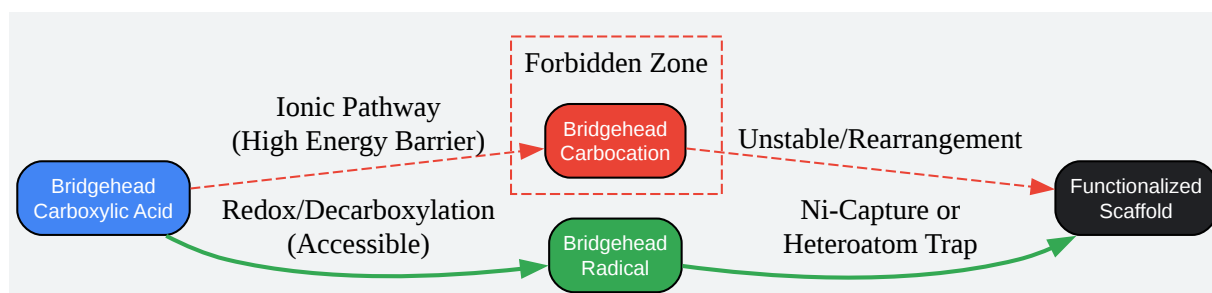 Forbidden Zone
Ionic Pathway
(High Energy Barrier)
Bridgehead
Carbocation
Unstable/Rearrangement
Bridgehead
Carboxylic Acid
Redox/Decarboxylation
(Accessible)
Bridgehead
Radical
Ni-Capture or
Heteroatom Trap
Functionalized
Scaffold